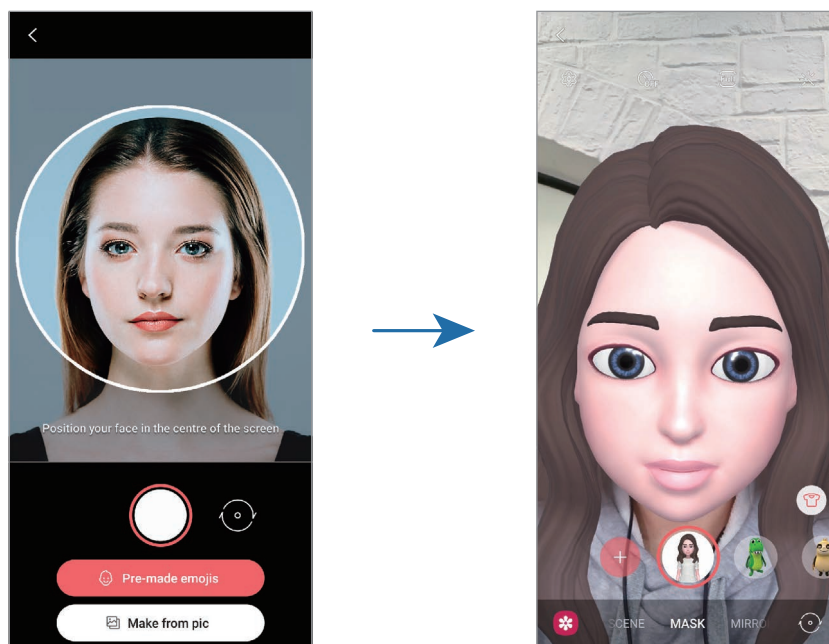 Position your face in the centre of the screen
Pre-made emojis
Make from pic
SCENE MASK MIRRO